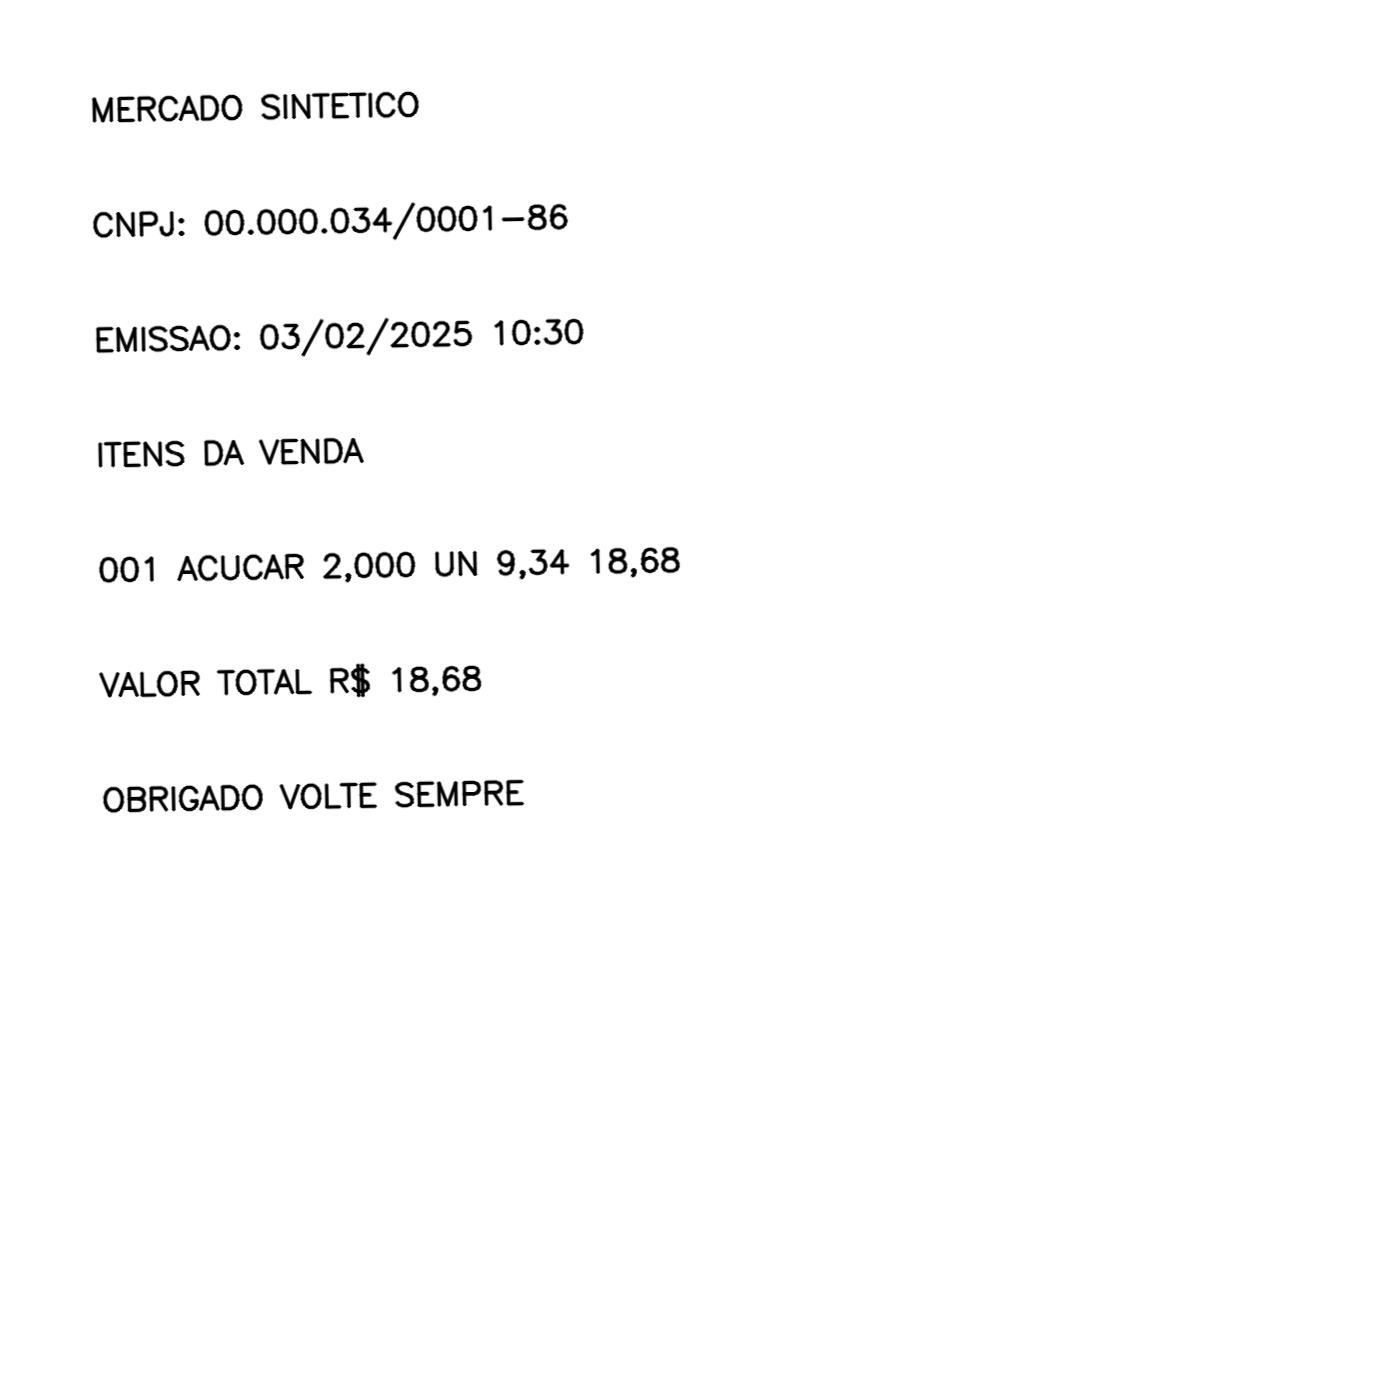 MERCADO SINTETICO
CNPJ: 00.000.034/0001-86
EMISSAO: 03/02/2025 10:30
ITENS DA VENDA
001 ACUCAR 2,000 UN 9,34 18,68
VALOR TOTAL R$ 18,68
OBRIGADO VOLTE SEMPRE